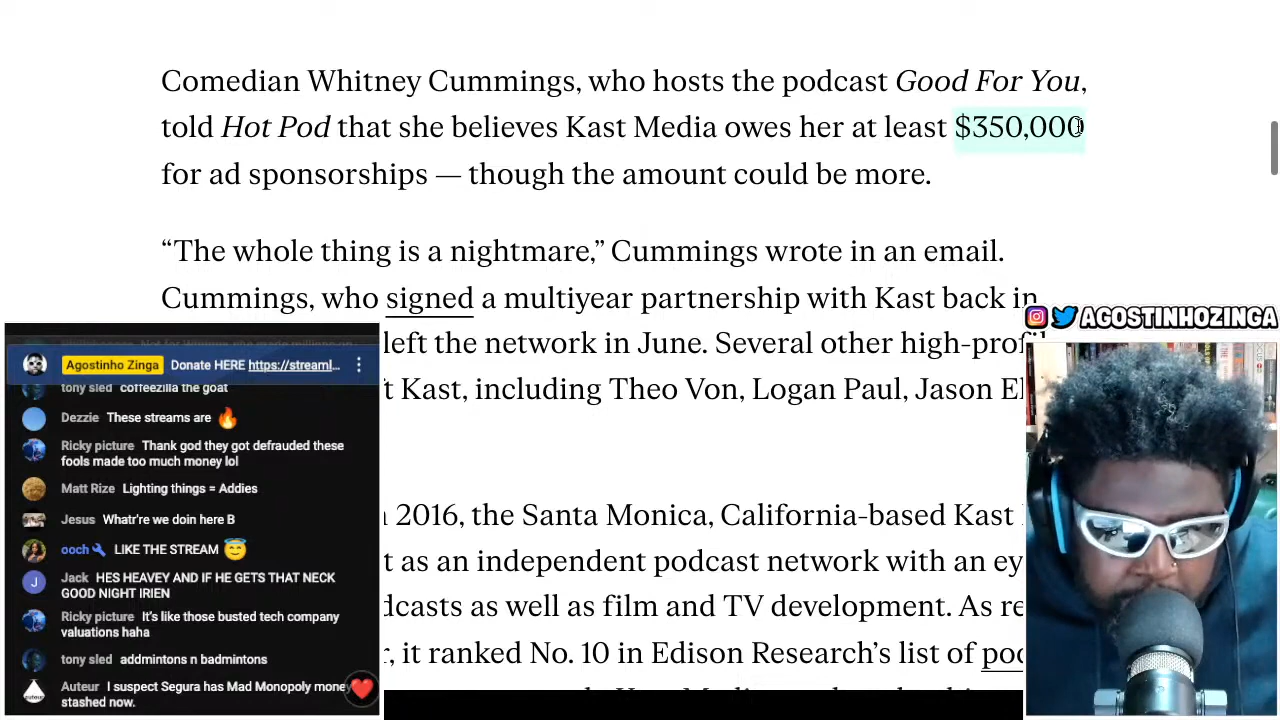 Comedian Whitney Cummings, who hosts the podcast Good For You,
told Hot Pod that she believes Kast Media owes her at least $350,000
for ad sponsorships — though the amount could be more.
“The whole thing is a nightmare,” Cummings wrote in an email.
Cummings, who signed a multiyear partnership with Kast back in
left the network in June. Several other high-profil
t Kast, including Theo Von, Logan Paul, Jason El
2016, the Santa Monica, California-based Kast
t as an independent podcast network with an ey
dcasts as well as film and TV development. As re
r, it ranked No. 10 in Edison Research’s list of poc
AGOSTINHOZINGA
Agostinho Zinga Donate HERE https://streaml...
tony sled coffeezilla the goat
Dezzie These streams are 🔥
Ricky picture Thank god they got defrauded these
fools made too much money lol
Matt Rize Lighting things = Addies
Jesus Whatr're we doin here B
ooch LIKE THE STREAM 😇
J Jack HES HEAVEY AND IF HE GETS THAT NECK
GOOD NIGHT IRIEN
Ricky picture It's like those busted tech company
valuations haha
tony sled addmintons n badmintons
Auteur I suspect Segura has Mad Monopoly money
stashed now.